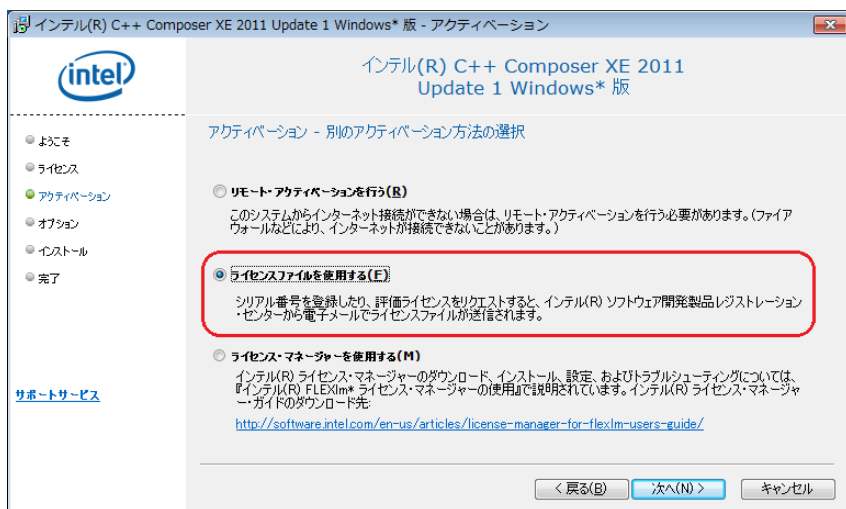 インテル(R) C++ Composer XE 2011 Update 1 Windows* 版 - アクティベーション
intel
インテル(R) C++ Composer XE 2011
Update 1 Windows* 版
ようこそ
ライセンス
アクティベーション
オプション
インストール
完了
サポートサービス
アクティベーション - 別のアクティベーション方法の選択
リモート・アクティベーションを行う(R)
このシステムからインターネット接続ができない場合は、リモート・アクティベーションを行う必要があります。(ファイア
ウォールなどにより、インターネットが接続できないことがあります。)
ライセンスファイルを使用する(F)
シリアル番号を登録したり、評価ライセンスをリクエストすると、インテル(R) ソフトウェア開発製品レジストレーション
・センターから電子メールでライセンスファイルが送信されます。
ライセンス・マネージャーを使用する(M)
インテル(R) ライセンス・マネージャーのダウンロード、インストール、設定、およびトラブルシューティングについては、
『インテル(R) FLEXlm* ライセンス・マネージャーの使用』で説明されています。インテル(R) ライセンス・マネージャ
ー・ガイドのダウンロード先:
http://software.intel.com/en-us/articles/license-manager-for-flexlm-users-guide/
< 戻る(B)
次へ(N) >
キャンセル